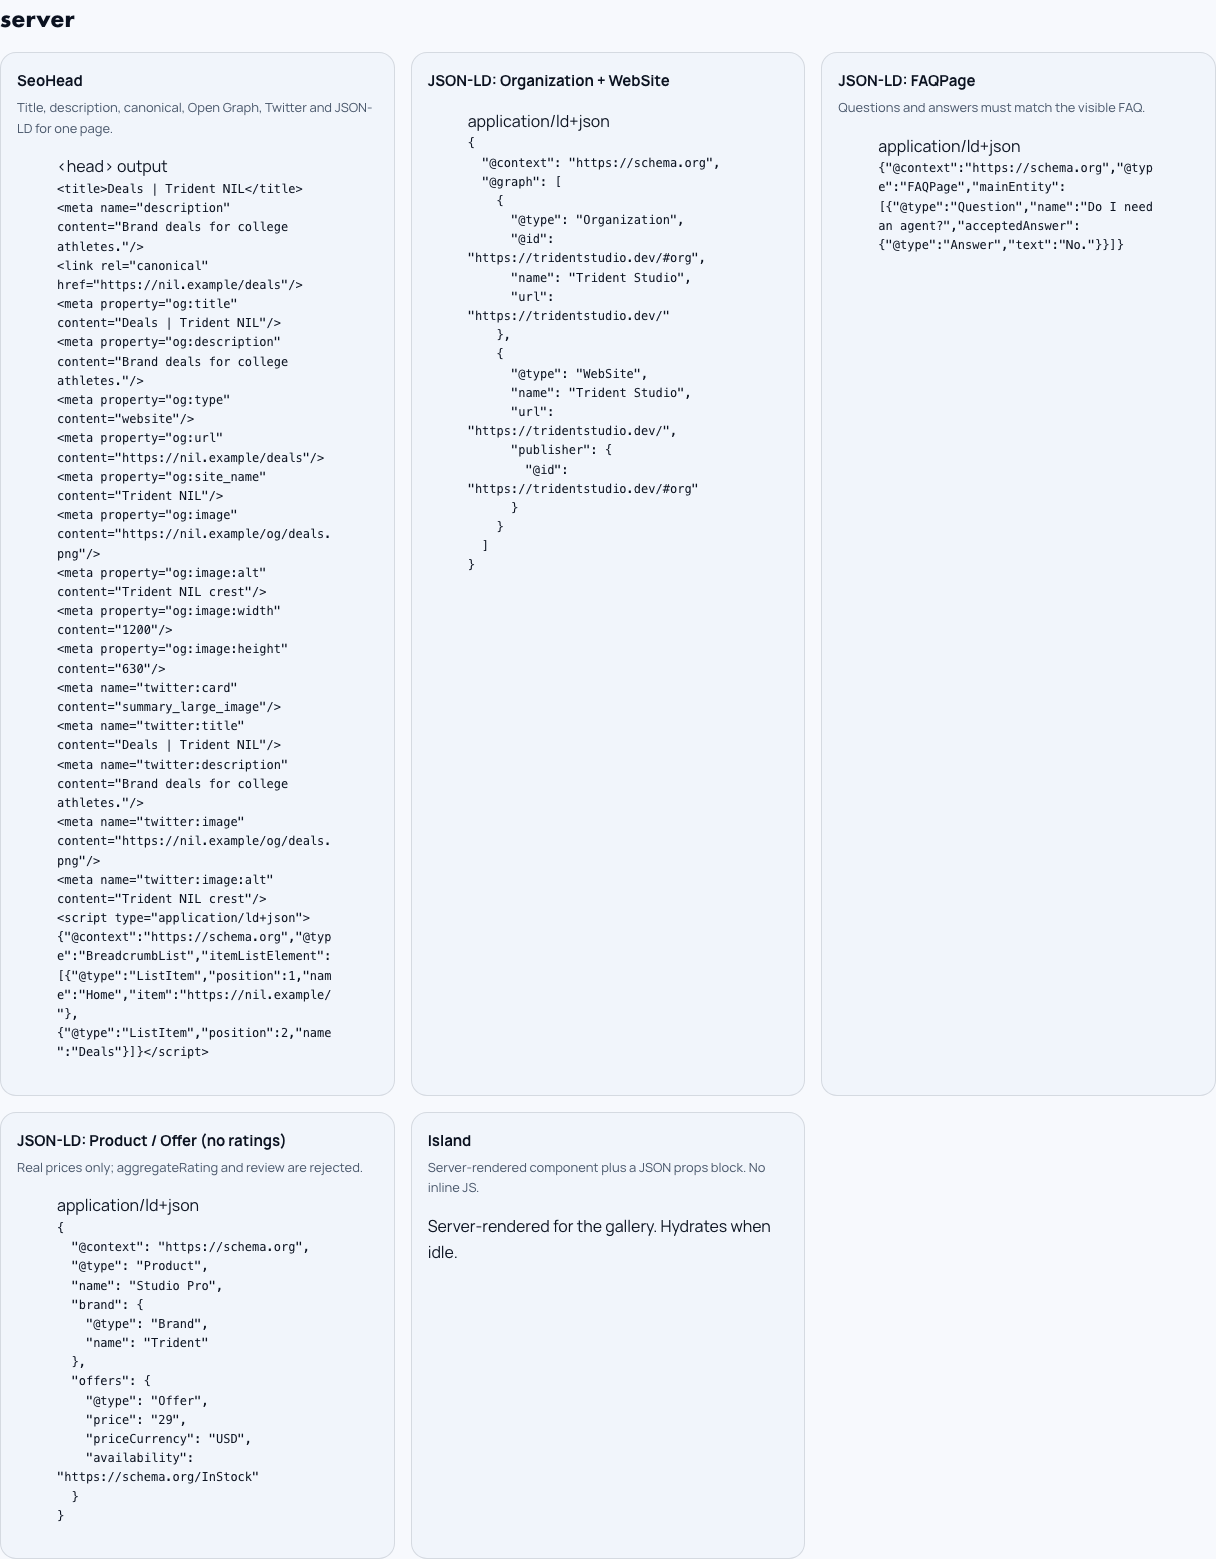 server
SeoHead
Title, description, canonical, Open Graph, Twitter and JSON-
LD for one page.
<head> output
<title>Deals | Trident NIL</title>
<meta name="description"
content="Brand deals for college
athletes."/>
<link rel="canonical"
href="https://nil.example/deals"/>
<meta property="og:title"
content="Deals | Trident NIL"/>
<meta property="og:description"
content="Brand deals for college
athletes."/>
<meta property="og:type"
content="website"/>
<meta property="og:url"
content="https://nil.example/deals"/>
<meta property="og:site_name"
content="Trident NIL"/>
<meta property="og:image"
content="https://nil.example/og/deals.
png"/>
<meta property="og:image:alt"
content="Trident NIL crest"/>
<meta property="og:image:width"
content="1200"/>
<meta property="og:image:height"
content="630"/>
<meta name="twitter:card"
content="summary_large_image"/>
<meta name="twitter:title"
content="Deals | Trident NIL"/>
<meta name="twitter:description"
content="Brand deals for college
athletes."/>
<meta name="twitter:image"
content="https://nil.example/og/deals.
png"/>
<meta name="twitter:image:alt"
content="Trident NIL crest"/>
<script type="application/ld+json">
{"@context":"https://schema.org","@typ
e":"BreadcrumbList","itemListElement":
[{"@type":"ListItem","position":1,"nam
e":"Home","item":"https://nil.example/
"},
{"@type":"ListItem","position":2,"name
":"Deals"}]}</script>
JSON-LD: Organization + WebSite
application/ld+json
{
  "@context": "https://schema.org",
  "@graph": [
    {
      "@type": "Organization",
      "@id":
"https://tridentstudio.dev/#org",
      "name": "Trident Studio",
      "url":
"https://tridentstudio.dev/"
    },
    {
      "@type": "WebSite",
      "name": "Trident Studio",
      "url":
"https://tridentstudio.dev/",
      "publisher": {
        "@id":
"https://tridentstudio.dev/#org"
      }
    }
  ]
}
JSON-LD: FAQPage
Questions and answers must match the visible FAQ.
application/ld+json
{"@context":"https://schema.org","@typ
e":"FAQPage","mainEntity":
[{"@type":"Question","name":"Do I need
an agent?","acceptedAnswer":
{"@type":"Answer","text":"No."}}]}
JSON-LD: Product / Offer (no ratings)
Real prices only; aggregateRating and review are rejected.
application/ld+json
{
  "@context": "https://schema.org",
  "@type": "Product",
  "name": "Studio Pro",
  "brand": {
    "@type": "Brand",
    "name": "Trident"
  },
  "offers": {
    "@type": "Offer",
    "price": "29",
    "priceCurrency": "USD",
    "availability":
"https://schema.org/InStock"
  }
}
Island
Server-rendered component plus a JSON props block. No
inline JS.
Server-rendered for the gallery. Hydrates when
idle.